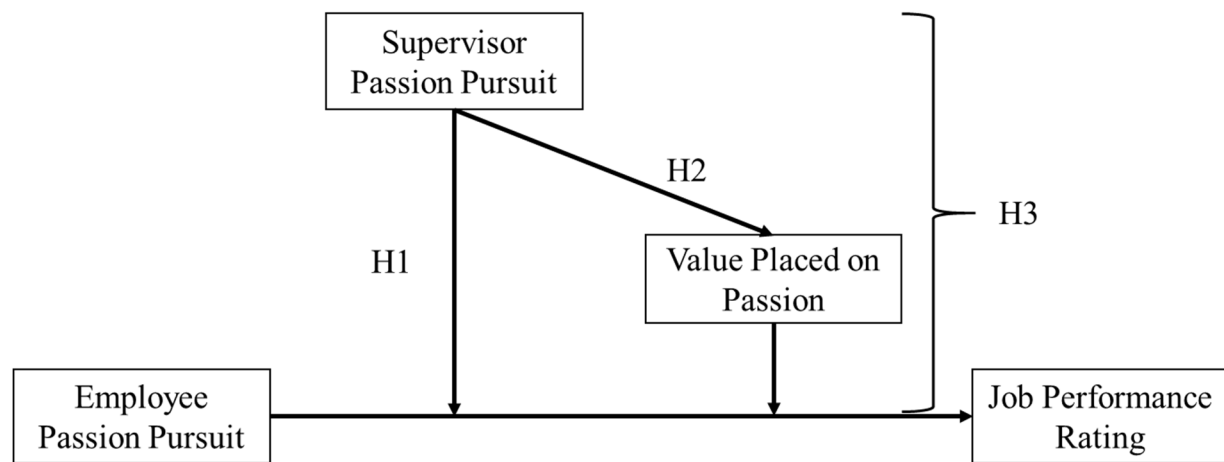 Supervisor
Passion Pursuit
H2
H3
H1
Value Placed on
Passion
Employee
Passion Pursuit
Job Performance
Rating